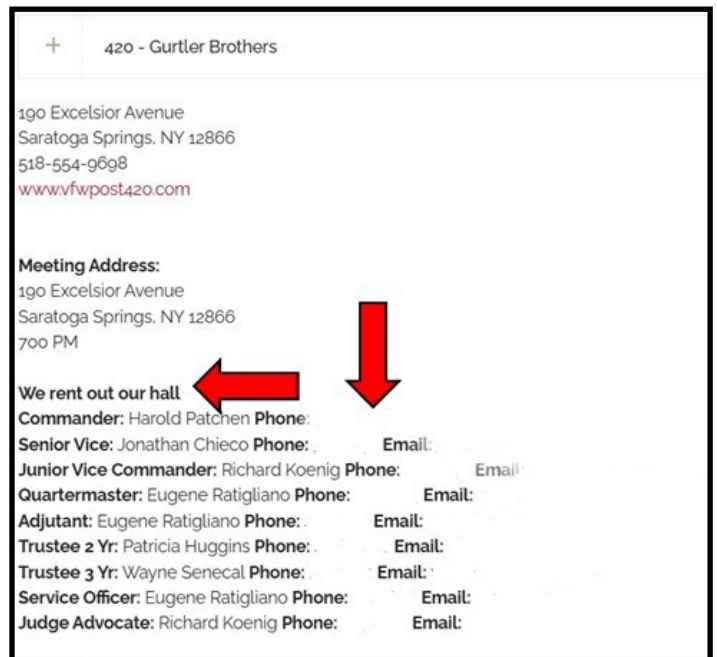 + 420 - Gurtler Brothers
190 Excelsior Avenue
Saratoga Springs, NY 12866
518-554-9698
www.vfwpost420.com
Meeting Address:
190 Excelsior Avenue
Saratoga Springs, NY 12866
700 PM
We rent out our hall
Commander: Harold Patchen Phone:
Senior Vice: Jonathan Chieco Phone: Email:
Junior Vice Commander: Richard Koenig Phone: Email:
Quartermaster: Eugene Ratigliano Phone: Email:
Adjutant: Eugene Ratigliano Phone: Email:
Trustee 2 Yr: Patricia Huggins Phone: Email:
Trustee 3 Yr: Wayne Senecal Phone: Email:
Service Officer: Eugene Ratigliano Phone: Email:
Judge Advocate: Richard Koenig Phone: Email: